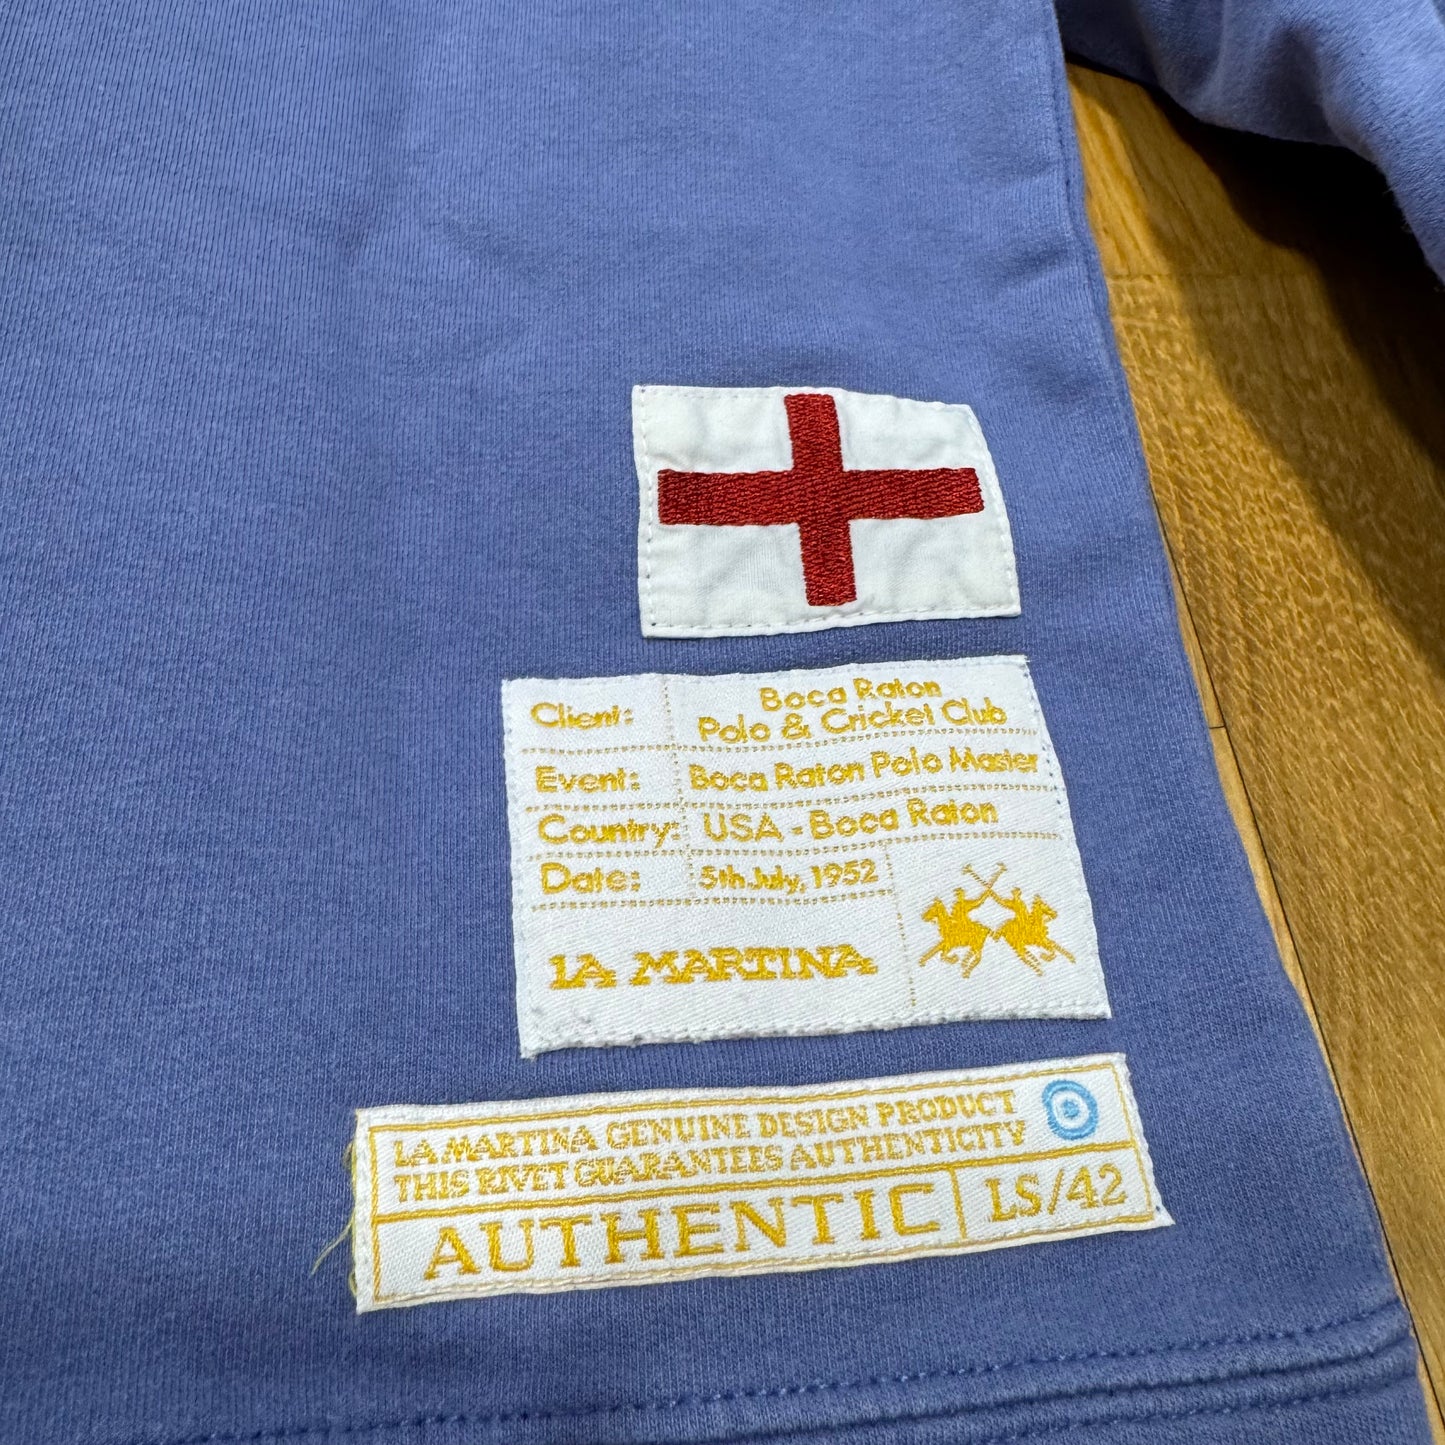 Client: Boca Raton
Polo & Cricket Club
Event: Boca Raton Polo Master
Country: USA - Boca Raton
Date: 5th July, 1952
LA MARTINA
LA MARTINA GENUINE DESIGN PRODUCT
THIS RIVET GUARANTEES AUTHENTICITY
AUTHENTIC LS/42